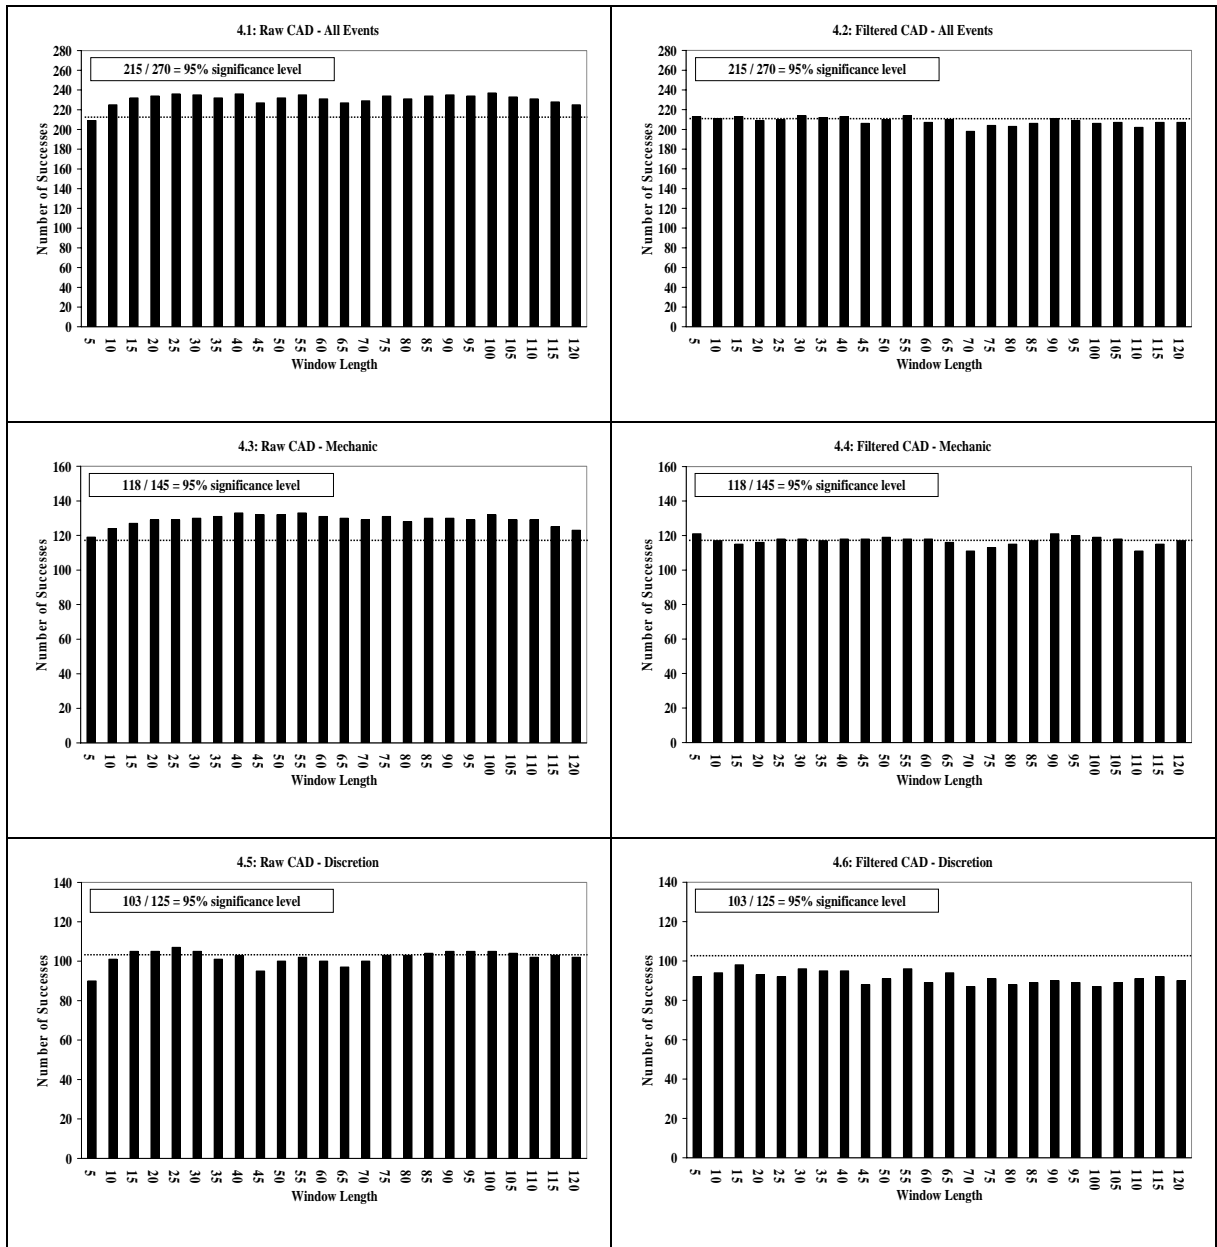 4.1: Raw CAD - All Events
215 / 270 = 95% significance level
Number of Successes
280
260
240
220
200
180
160
140
120
100
80
60
40
20
0
5 10 15 20 25 30 35 40 45 50 55 60 65 70 75 80 85 90 95 100 105 110 115 120
Window Length
4.2: Filtered CAD - All Events
215 / 270 = 95% significance level
Number of Successes
280
260
240
220
200
180
160
140
120
100
80
60
40
20
0
5 10 15 20 25 30 35 40 45 50 55 60 65 70 75 80 85 90 95 100 105 110 115 120
Window Length
4.3: Raw CAD - Mechanic
118 / 145 = 95% significance level
Number of Successes
160
140
120
100
80
60
40
20
0
5 10 15 20 25 30 35 40 45 50 55 60 65 70 75 80 85 90 95 100 105 110 115 120
Window Length
4.4: Filtered CAD - Mechanic
118 / 145 = 95% significance level
Number of Successes
160
140
120
100
80
60
40
20
0
5 10 15 20 25 30 35 40 45 50 55 60 65 70 75 80 85 90 95 100 105 110 115 120
Window Length
4.5: Raw CAD - Discretion
103 / 125 = 95% significance level
Number of Successes
140
120
100
80
60
40
20
0
5 10 15 20 25 30 35 40 45 50 55 60 65 70 75 80 85 90 95 100 105 110 115 120
Window Length
4.6: Filtered CAD - Discretion
103 / 125 = 95% significance level
Number of Successes
140
120
100
80
60
40
20
0
5 10 15 20 25 30 35 40 45 50 55 60 65 70 75 80 85 90 95 100 105 110 115 120
Window Length